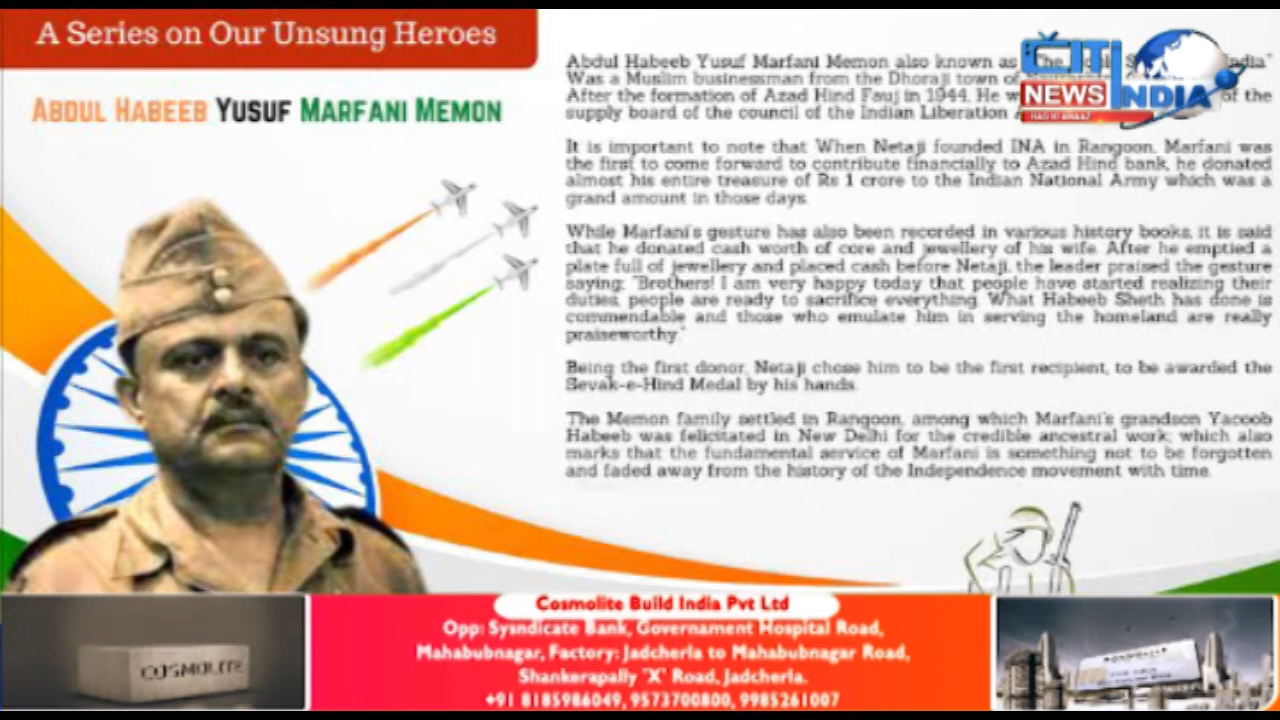 A Series on Our Unsung Heroes
ABDUL HABEEB YUSUF MARFANI MEMON
Abdul Habeeb Yusuf Marfani Memon also known as "The India"
Was a Muslim businessman from the Dhoraji town of
After the formation of Azad Hind Fauj in 1944. He w of the
supply board of the council of the Indian Liberation
CITI
NEWS
INDIA
It is important to note that When Netaji founded INA in Rangoon, Marfani was
the first to come forward to contribute financially to Azad Hind bank, he donated
almost his entire treasure of Rs 1 crore to the Indian National Army which was a
grand amount in those days.
While Marfani's gesture has also been recorded in various history books, it is said
that he donated cash worth of core and jewellery of his wife. After he emptied a
plate full of jewellery and placed cash before Netaji, the leader praised the gesture
saying: "Brothers! I am very happy today that people have started realizing their
duties, people are ready to sacrifice everything. What Habeeb Sheth has done is
commendable and those who emulate him in serving the homeland are really
praiseworthy."
Being the first donor, Netaji chose him to be the first recipient, to be awarded the
Sevak-e-Hind Medal by his hands.
The Memon family settled in Rangoon, among which Marfani's grandson Yacoob
Habeeb was felicitated in New Delhi for the credible ancestral work; which also
marks that the fundamental service of Marfani is something not to be forgotten
and faded away from the history of the Independence movement with time.
COSMOLITE
Cosmolite Build India Pvt Ltd
Opp: Sysndicate Bank, Governament Hospital Road,
Mahabubnagar, Factory: Jadcherla to Mahabubnagar Road,
Shankerapally "X" Road, Jadcherla.
+91 8185986049, 9573700800, 9985261007